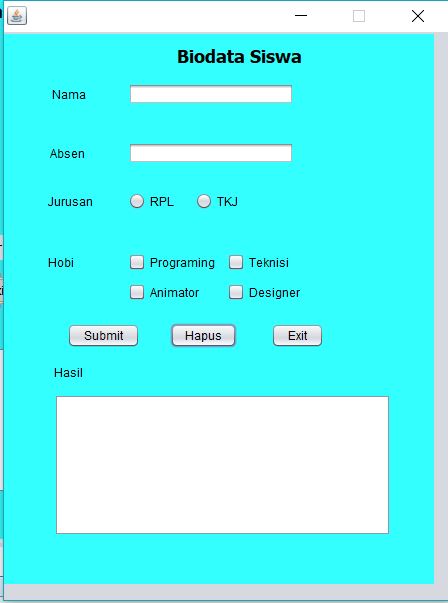 Biodata Siswa
Nama
Absen
Jurusan RPL TKJ
Hobi Programing Teknisi
Animator Designer
Submit Hapus Exit
Hasil